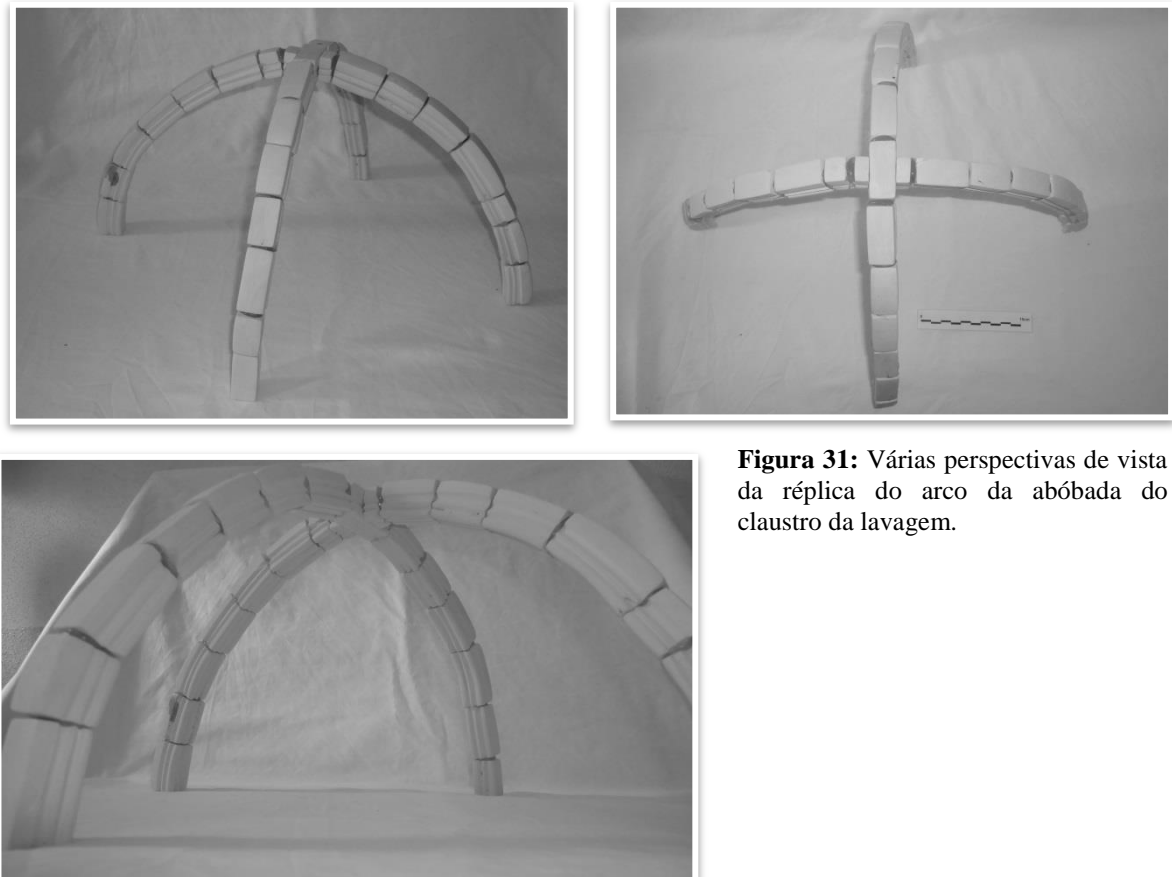 Figura 31: Várias perspectivas de vista
da réplica do arco da abóbada do
claustro da lavagem.